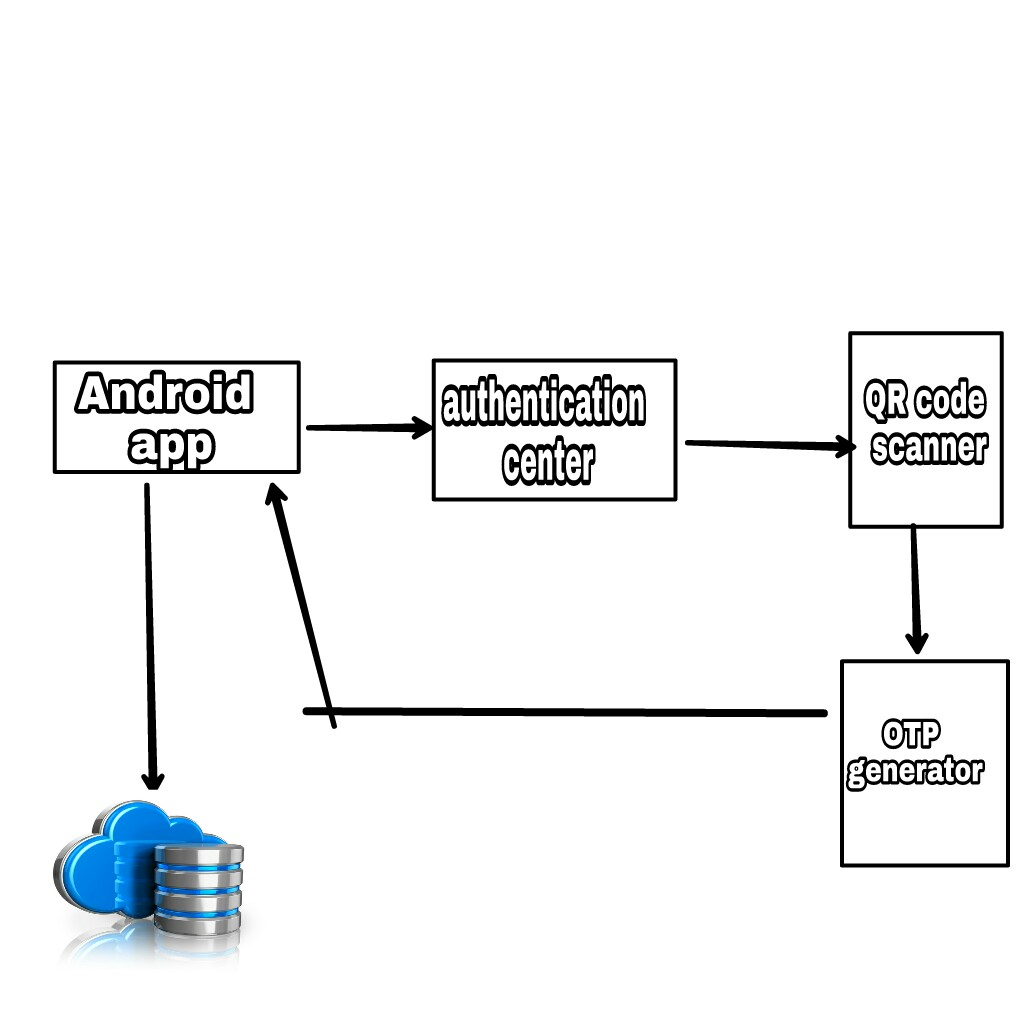 Android
app
authentication
center
QR code
scanner
OTP
generator